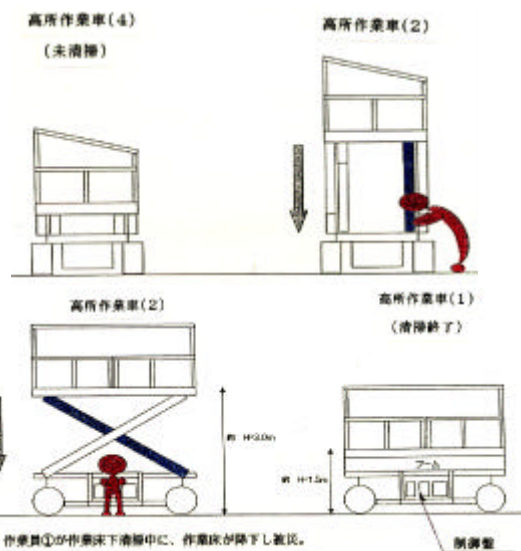 高所作業車(4)
(未清掃)
高所作業車(2)
高所作業車(2)
高所作業車(1)
(清掃終了)
約 H=3.0m
約 H=1.5m
ブーム
作業員①が作業床下清掃中に、作業床が降下し被災。
制御盤